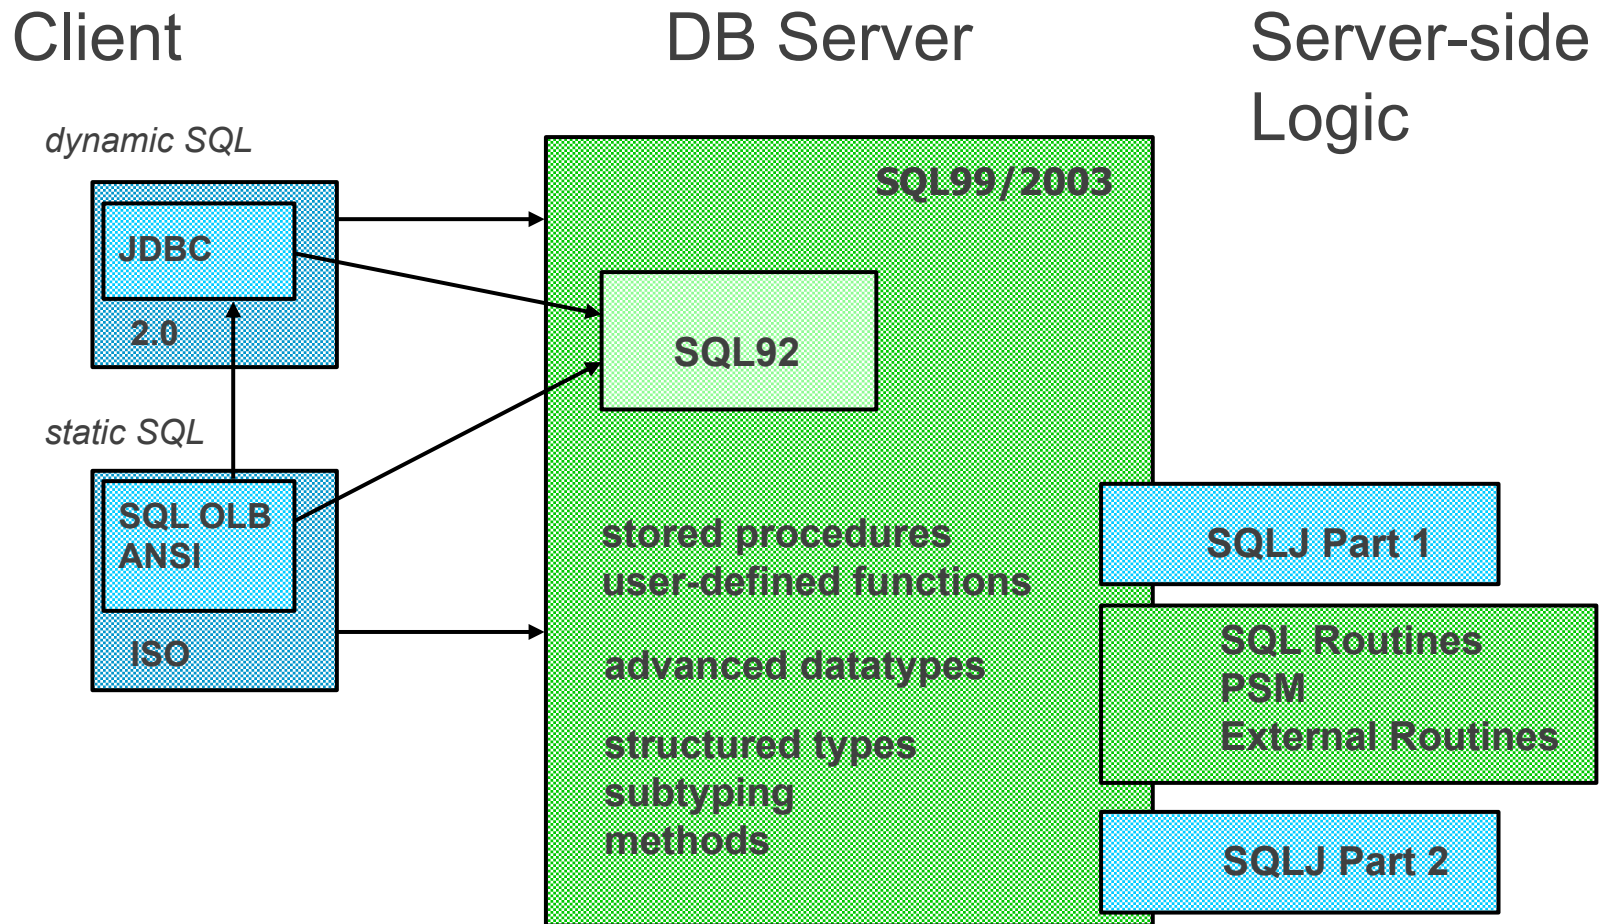 Client
DB Server
Server-side
Logic
dynamic SQL
JDBC
2.0
static SQL
SQL OLB
ANSI
ISO
SQL99/2003
SQL92
stored procedures
user-defined functions
advanced datatypes
structured types
subtyping
methods
SQLJ Part 1
SQL Routines
PSM
External Routines
SQLJ Part 2